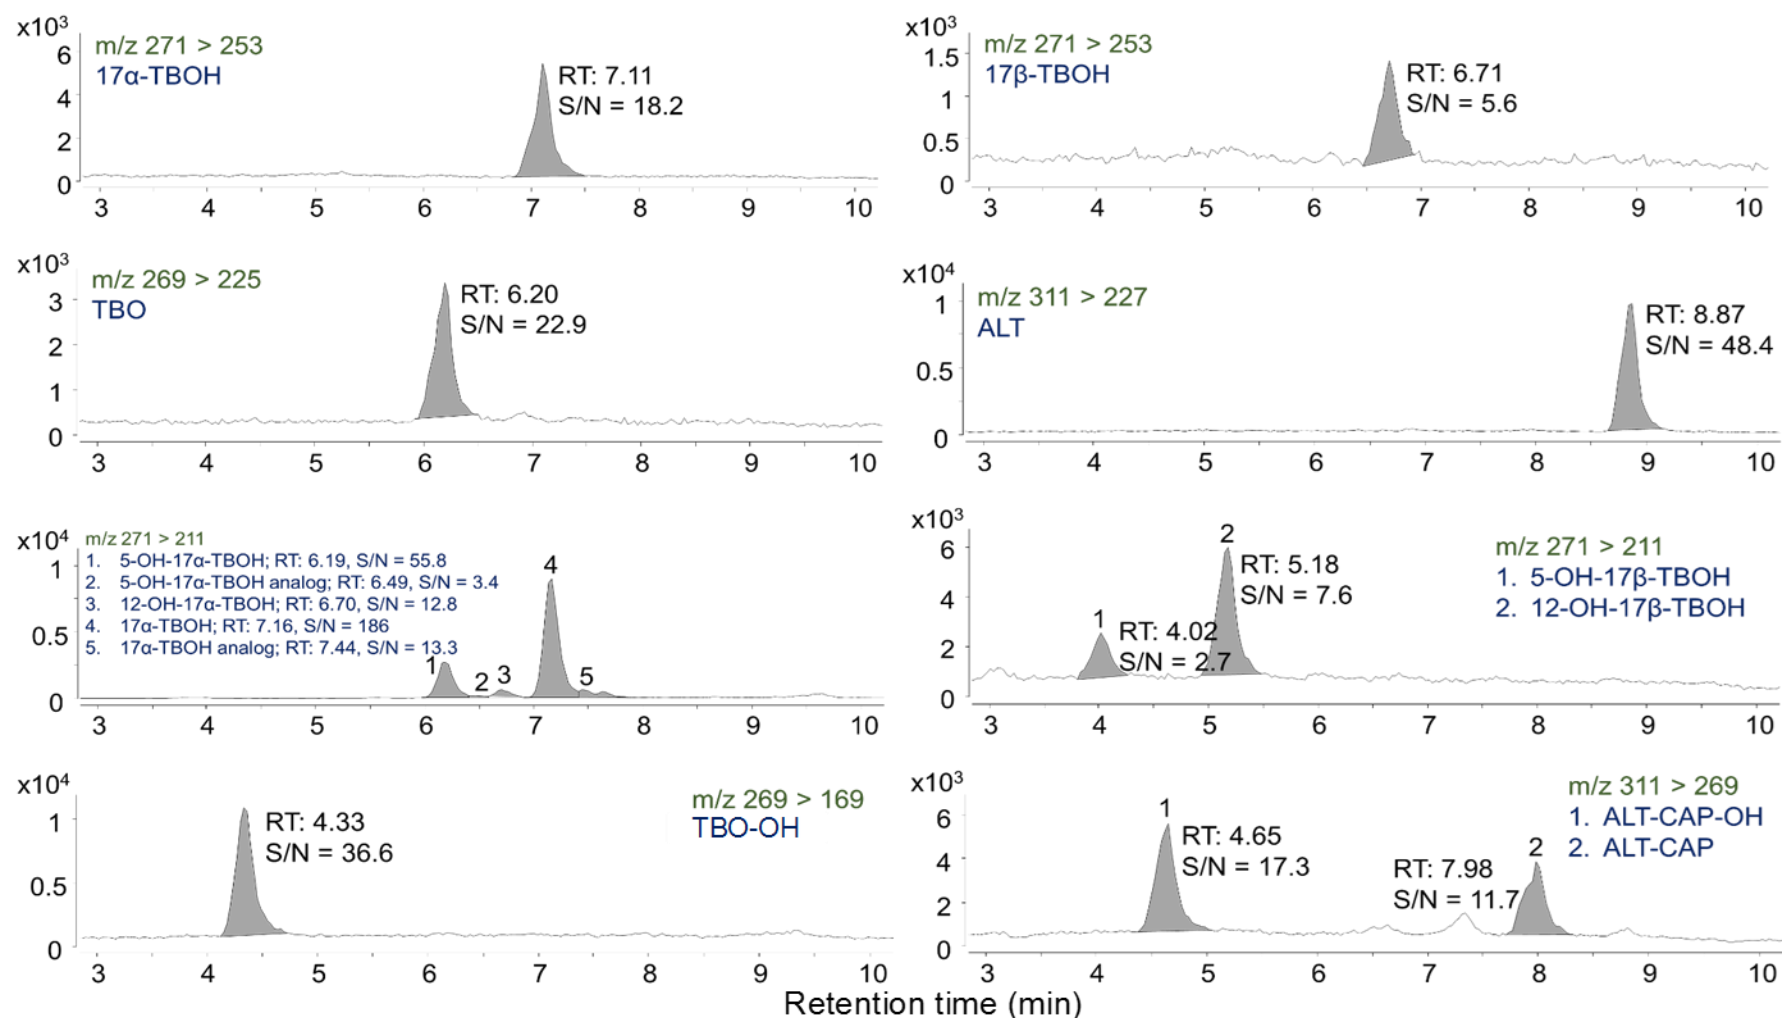 x10³
6
4
2
0
m/z 271 > 253
17α-TBOH
RT: 7.11
S/N = 18.2
3 4 5 6 7 8 9 10
x10³
1.5
1
0.5
0
m/z 271 > 253
17β-TBOH
RT: 6.71
S/N = 5.6
3 4 5 6 7 8 9 10
x10³
3
2
1
0
m/z 269 > 225
TBO
RT: 6.20
S/N = 22.9
3 4 5 6 7 8 9 10
x10⁴
1
0.5
0
m/z 311 > 227
ALT
RT: 8.87
S/N = 48.4
3 4 5 6 7 8 9 10
x10⁴
1
0.5
0
m/z 271 > 211
1. 5-OH-17α-TBOH; RT: 6.19, S/N = 55.8
2. 5-OH-17α-TBOH analog; RT: 6.49, S/N = 3.4
3. 12-OH-17α-TBOH; RT: 6.70, S/N = 12.8
4. 17α-TBOH; RT: 7.16, S/N = 186
5. 17α-TBOH analog; RT: 7.44, S/N = 13.3
1 2 3 4 5
3 4 5 6 7 8 9 10
x10³
6
4
2
0
1
RT: 4.02
S/N = 2.7
2
RT: 5.18
S/N = 7.6
m/z 271 > 211
1. 5-OH-17β-TBOH
2. 12-OH-17β-TBOH
3 4 5 6 7 8 9 10
x10⁴
1
0.5
0
RT: 4.33
S/N = 36.6
m/z 269 > 169
TBO-OH
3 4 5 6 7 8 9 10
x10³
6
4
2
0
1
RT: 4.65
S/N = 17.3
RT: 7.98
S/N = 11.7
2
m/z 311 > 269
1. ALT-CAP-OH
2. ALT-CAP
3 4 5 6 7 8 9 10
Retention time (min)